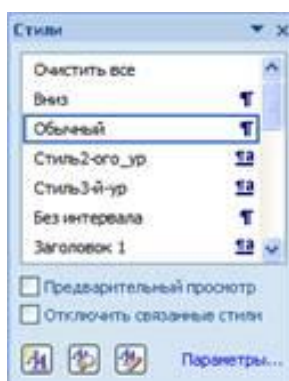 Стили
Очистить все
Вниз ¶
Обычный ¶
Стиль2-ого_ур ¶a
Стиль3-й-ур ¶a
Без интервала ¶
Заголовок 1 ¶a
Предварительный просмотр
Отключить связанные стили
Параметры...